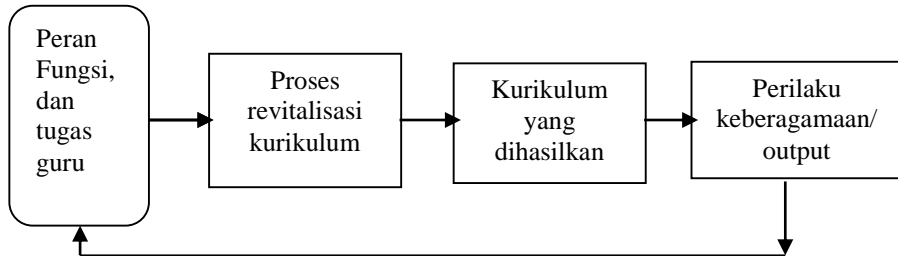 Peran
Fungsi,
dan
tugas
guru
Proses
revitalisasi
kurikulum
Kurikulum
yang
dihasilkan
Perilaku
keberagamaan/
output